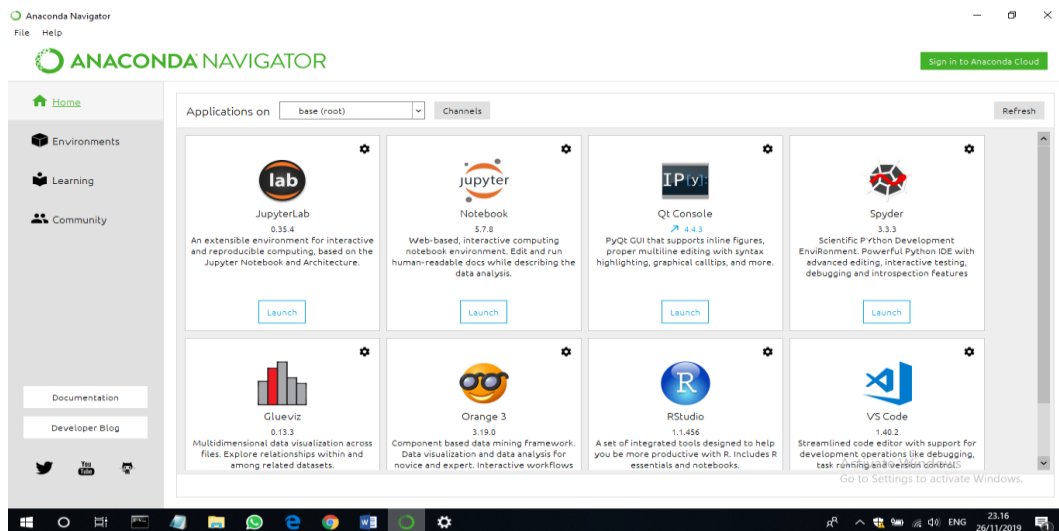 Anaconda Navigator
File Help
ANACONDA NAVIGATOR
Sign in to Anaconda Cloud
Home
Environments
Learning
Community
Documentation
Developer Blog
You
Tube
Applications on base (root) Channels Refresh
lab
JupyterLab
0.35.4
An extensible environment for interactive
and reproducible computing, based on the
Jupyter Notebook and Architecture.
Launch
jupyter
Notebook
5.7.8
Web-based, interactive computing
notebook environment. Edit and run
human-readable docs while describing the
data analysis.
Launch
IP[y]:
Qt Console
4.4.3
PyQt GUI that supports inline figures,
proper multiline editing with syntax
highlighting, graphical calltips, and more.
Launch
Spyder
3.3.3
Scientific PYthon Development
EnviRonment. Powerful Python IDE with
advanced editing, interactive testing,
debugging and introspection features
Launch
Glueviz
0.13.3
Multidimensional data visualization across
files. Explore relationships within and
among related datasets.
Orange 3
3.19.0
Component based data mining framework.
Data visualization and data analysis for
novice and expert. Interactive workflows
R
RStudio
1.1.456
A set of integrated tools designed to help
you be more productive with R. Includes R
essentials and notebooks.
VS Code
1.40.2
Streamlined code editor with support for
development operations like debugging,
task running and version control.
Activate Windows
Go to Settings to activate Windows.
ENG
23.16
26/11/2019